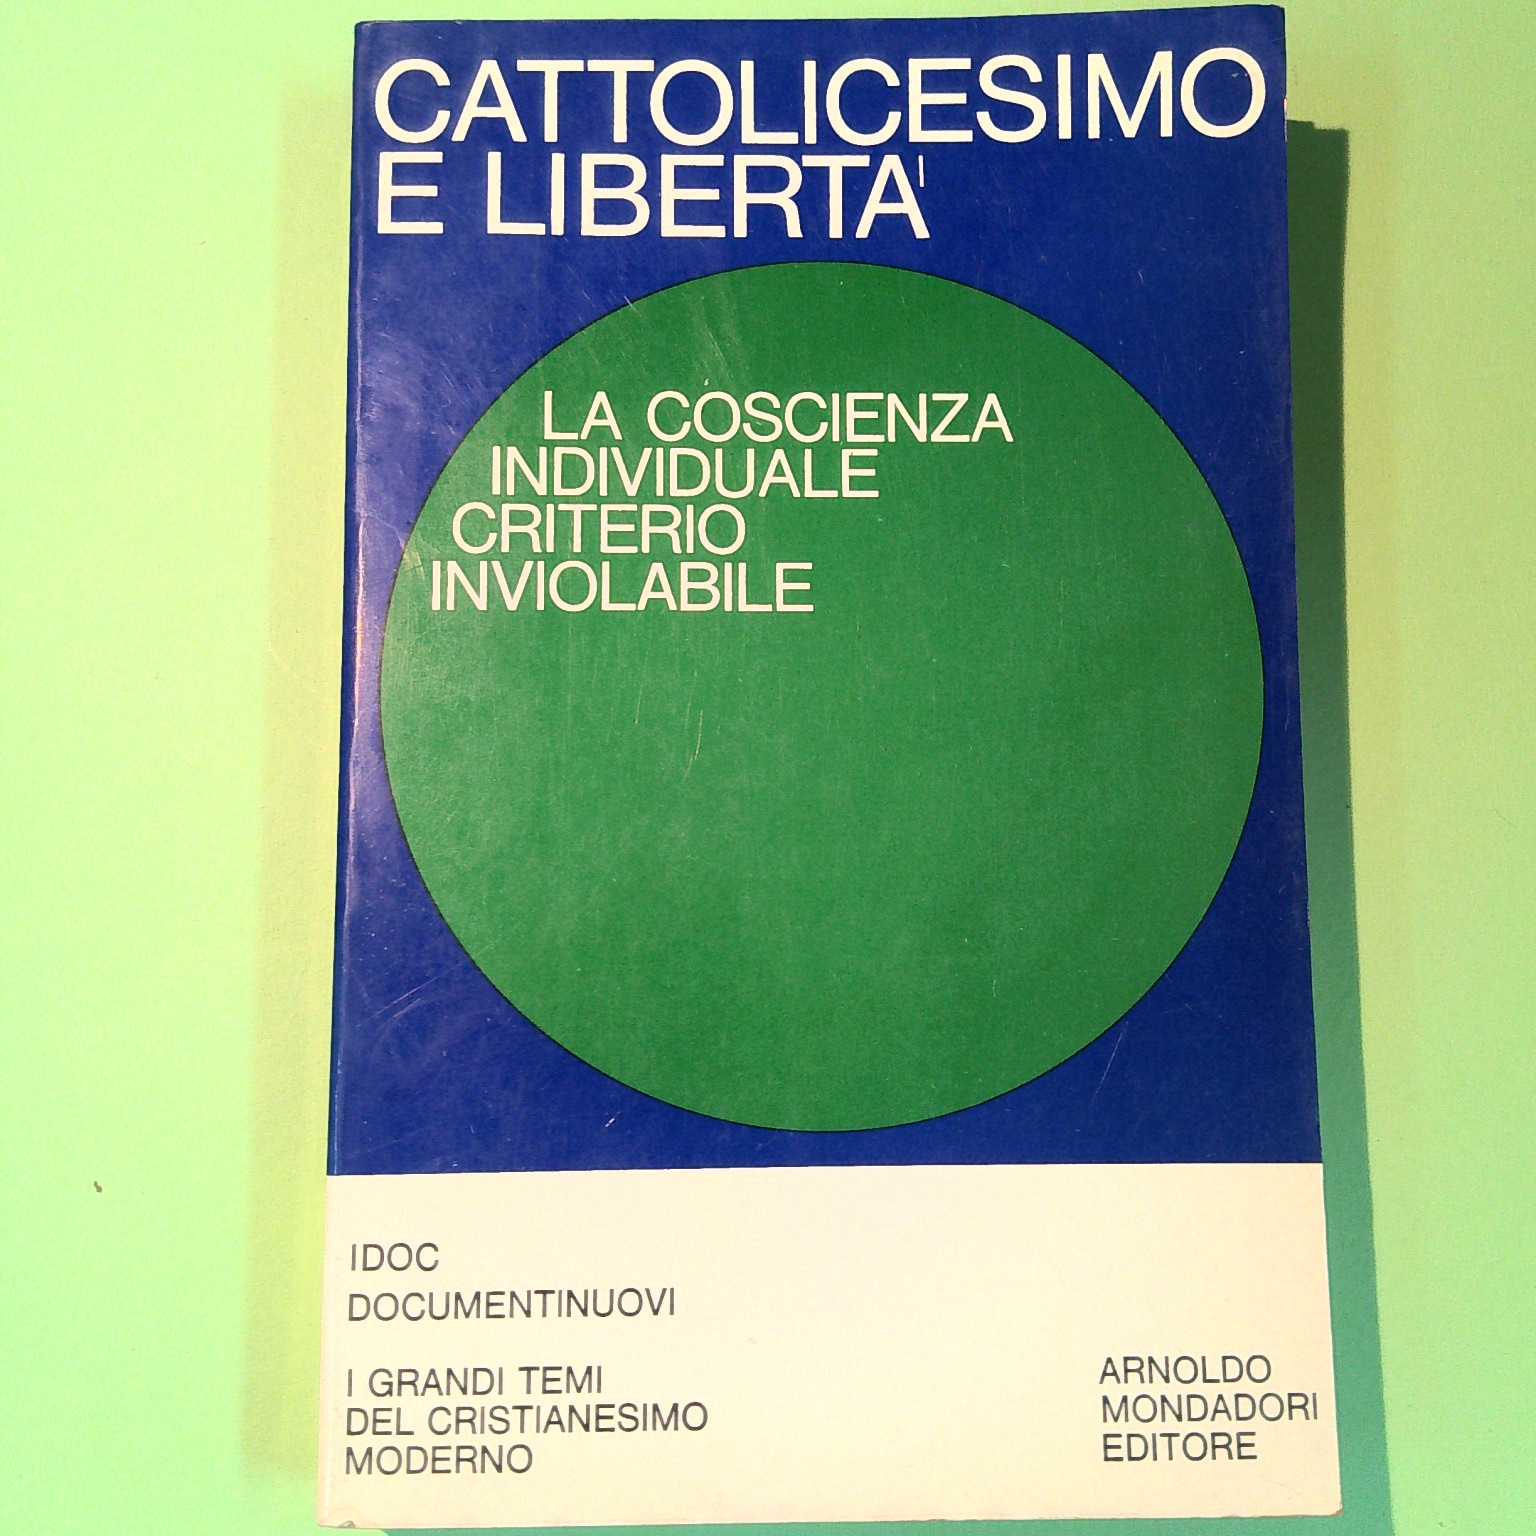 CATTOLICESIMO
E LIBERTA'
LA COSCIENZA
INDIVIDUALE
CRITERIO
INVIOLABILE
IDOC
DOCUMENTINUOVI
I GRANDI TEMI
DEL CRISTIANESIMO
MODERNO
ARNOLDO
MONDADORI
EDITORE